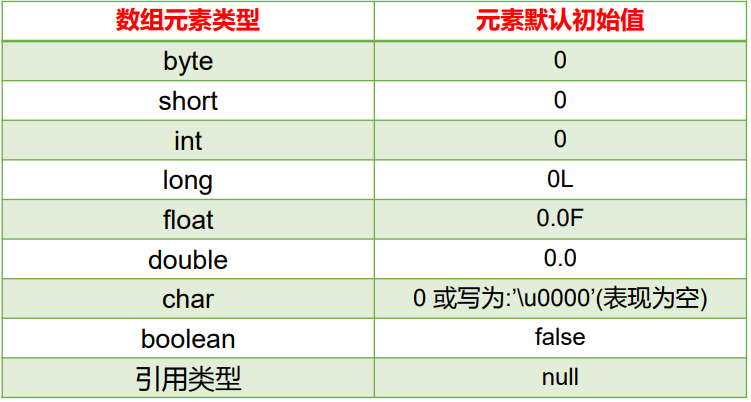 数组元素类型 元素默认初始值
byte 0
short 0
int 0
long 0L
float 0.0F
double 0.0
char 0 或写为:’\u0000’(表现为空)
boolean false
引用类型 null